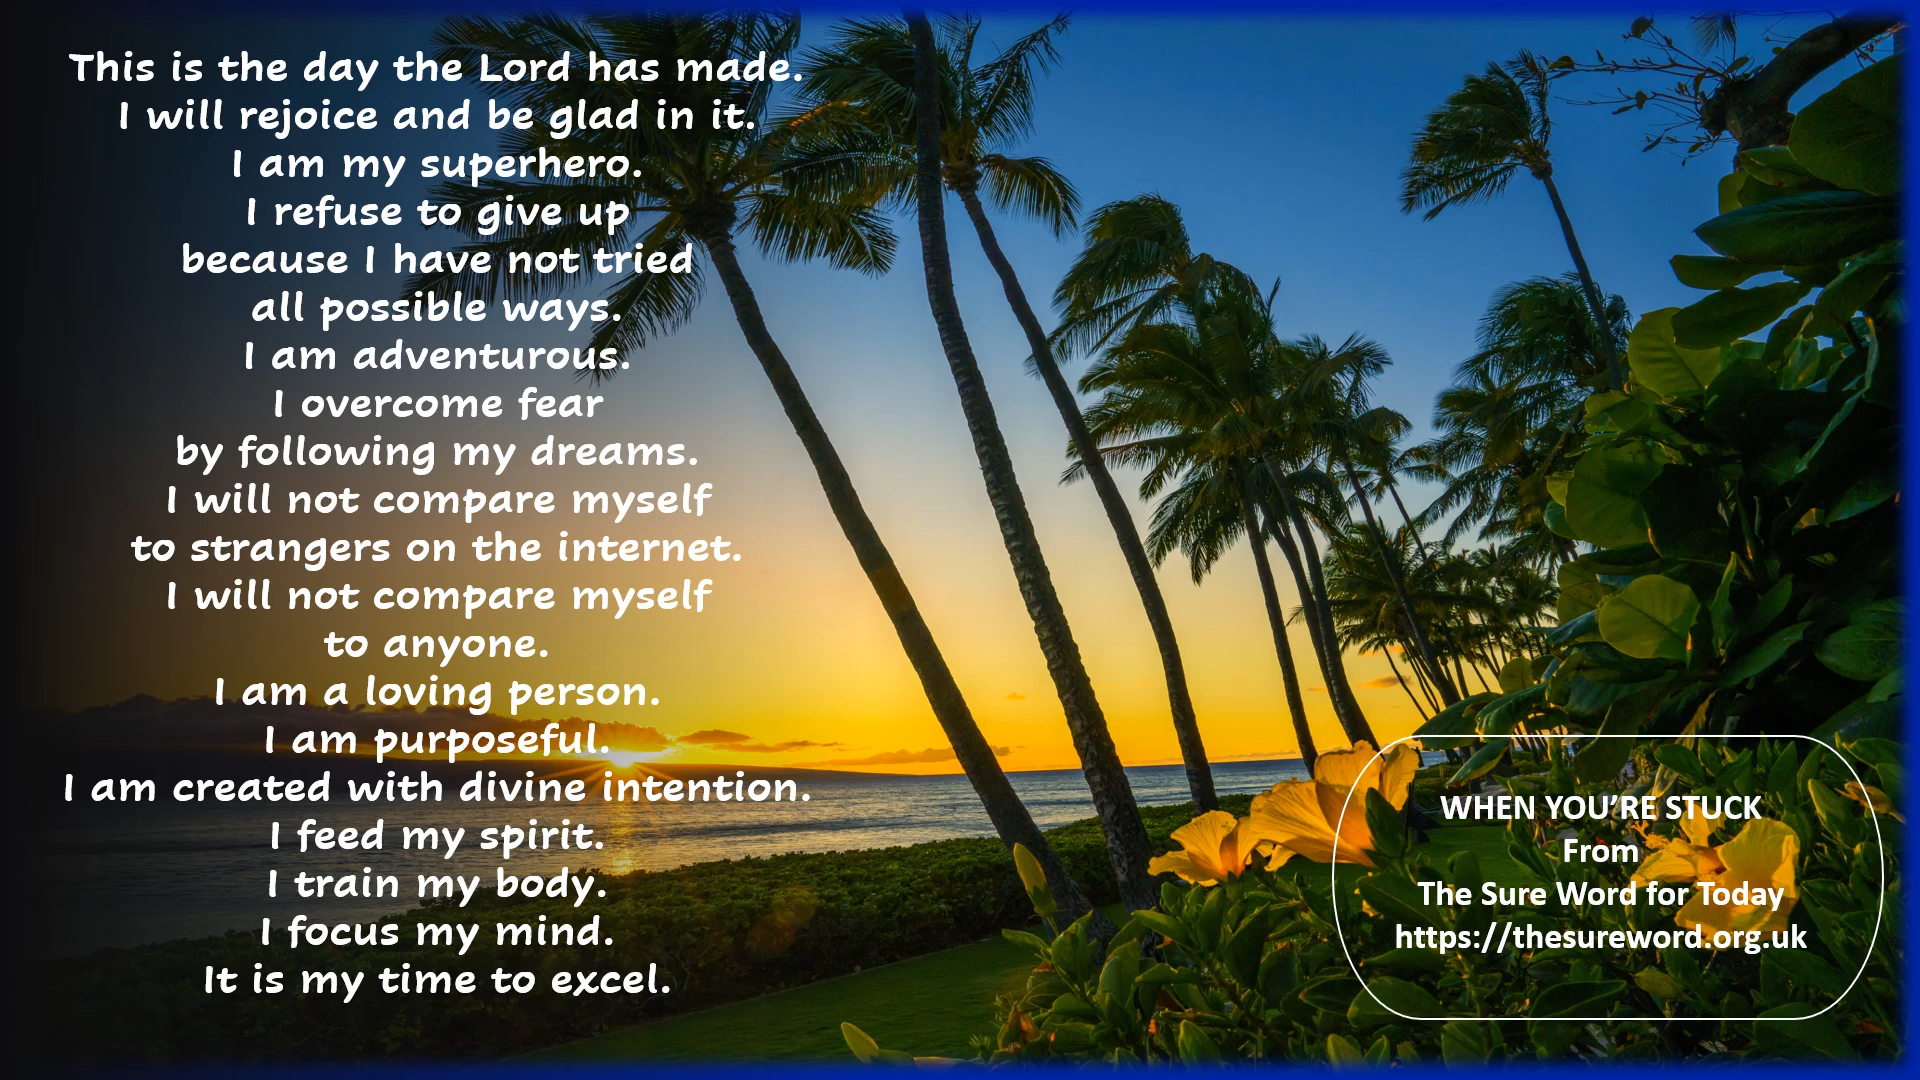 This is the day the Lord has made.
I will rejoice and be glad in it.
I am my superhero.
I refuse to give up
because I have not tried
all possible ways.
I am adventurous.
I overcome fear
by following my dreams.
I will not compare myself
to strangers on the internet.
I will not compare myself
to anyone.
I am a loving person.
I am purposeful.
I am created with divine intention.
I feed my spirit.
I train my body.
I focus my mind.
It is my time to excel.
WHEN YOU’RE STUCK
From
The Sure Word for Today
https://thesureword.org.uk